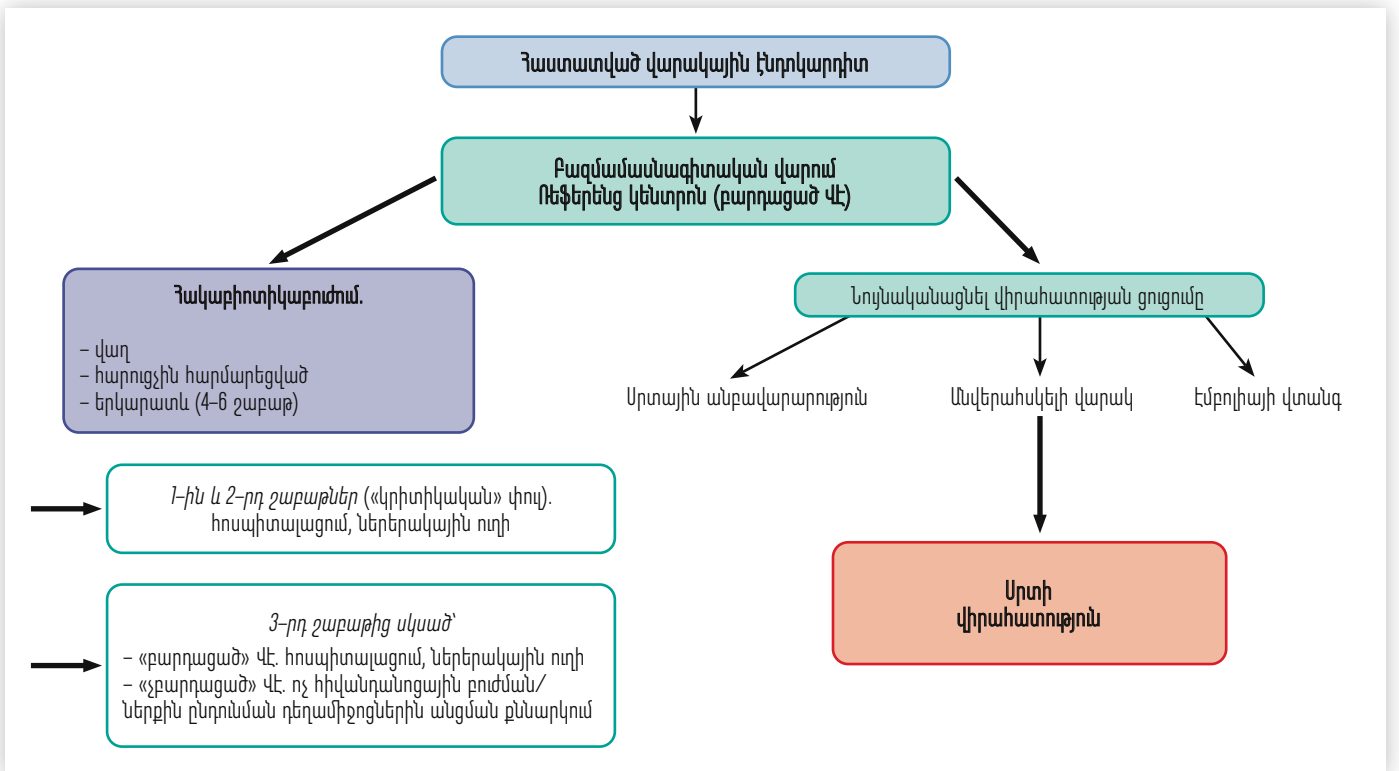 Հաստատված վարակային էնդոկարդիտ
Բազմամասնագիտական վարում
Ռեֆերենց կենտրոն (բարդացած ՎԷ)
Հակաբիոտիկաբուժում.
– վաղ
– հարուցչին հարմարեցված
– երկարատև (4–6 շաբաթ)
1–ին և 2–րդ շաբաթներ («կրիտիկական» փուլ).
հոսպիտալացում, ներերակային ուղի
3–րդ շաբաթից սկսած՝
– «բարդացած» ՎԷ. հոսպիտալացում, ներերակային ուղի
– «չբարդացած» ՎԷ. ոչ հիվանդանոցային բուժման/
ներքին ընդունման դեղամիջոցներին անցման քննարկում
Նույնականացնել վիրահատության ցուցումը
Սրտային անբավարարություն
Անվերահսկելի վարակ
Էմբոլիայի վտանգ
Սրտի
վիրահատություն